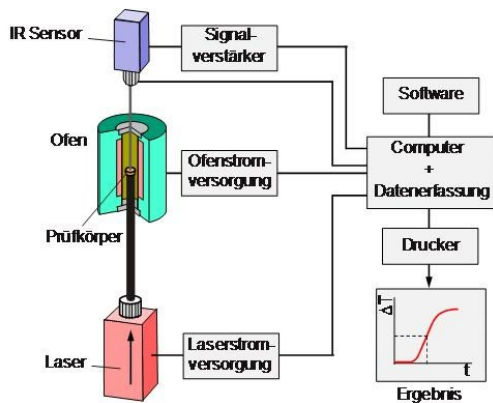 IR Sensor
Signal-
verstärker
Software
Ofen
Computer
+
Datenerfassung
Ofenstrom-
versorgung
Prüfkörper
Drucker
ΔT
t
Laser
Laserstrom-
versorgung
Ergebnis